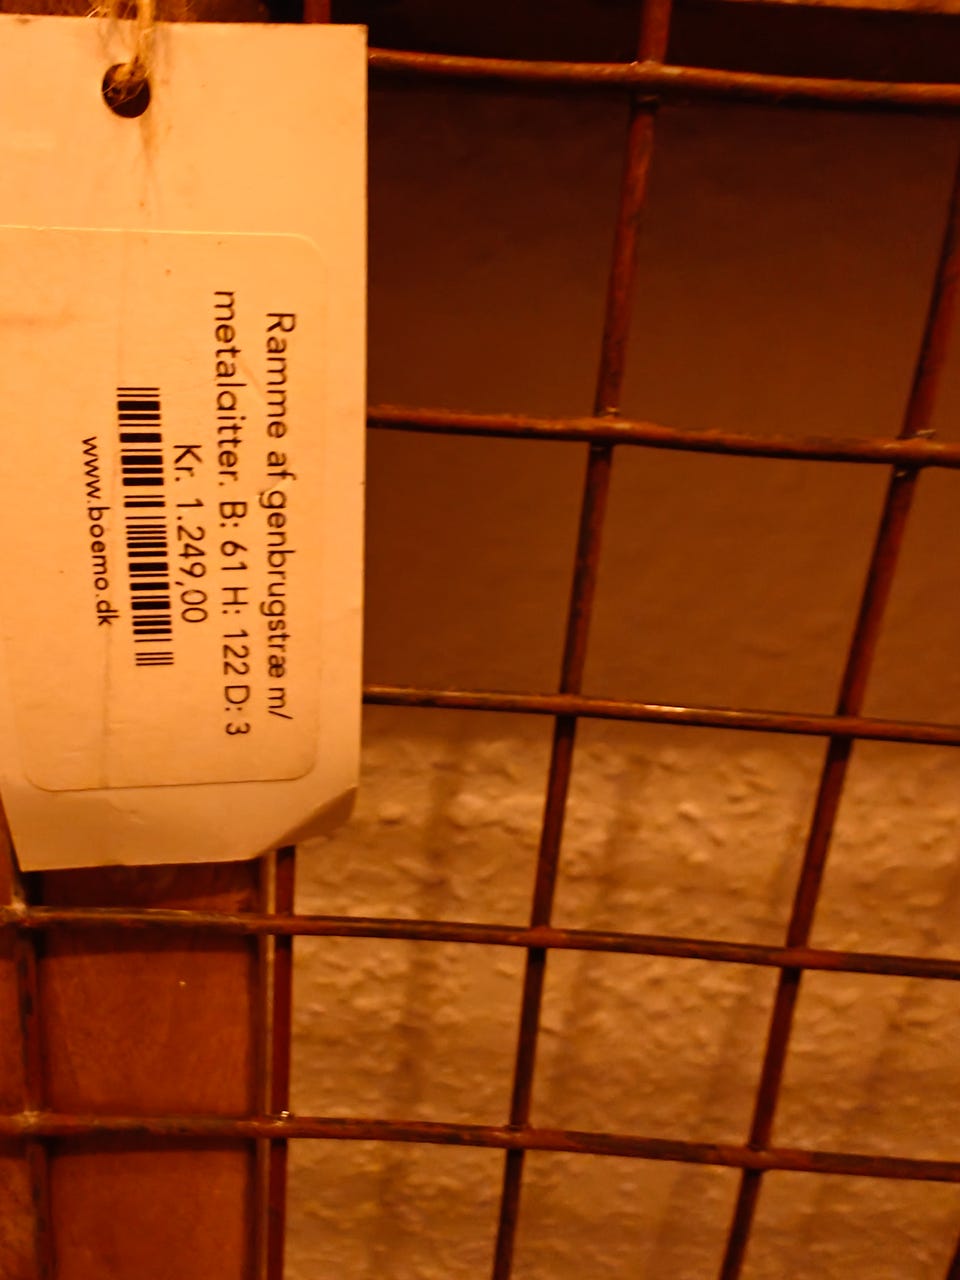 Ramme af genbrugstræ m/
metalgitter. B: 61 H: 122 D: 3
Kr. 1.249,00
www.boemo.dk